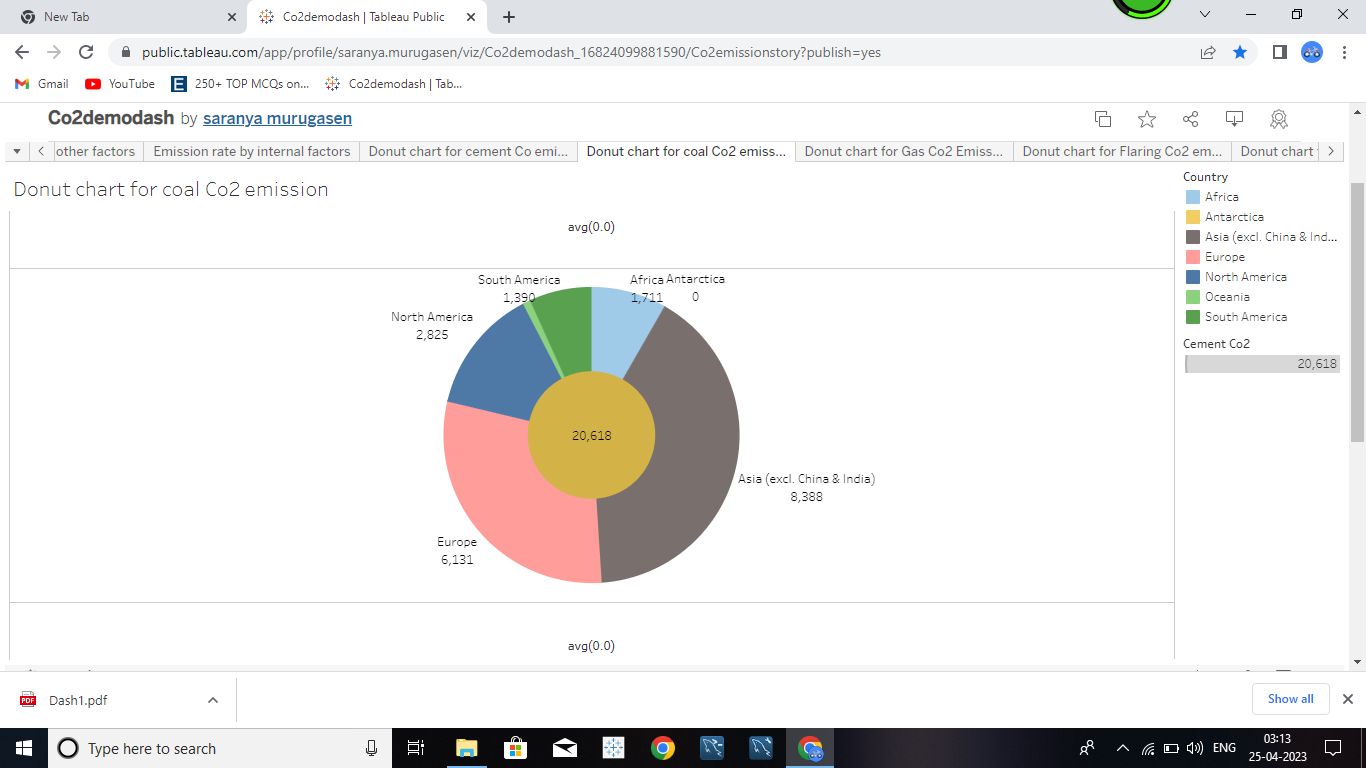 New Tab
Co2demodash | Tableau Public
public.tableau.com/app/profile/saranya.murugasen/viz/Co2demodash_16824099881590/Co2emissionstory?publish=yes
Gmail
YouTube
E
250+ TOP MCQs on...
Co2demodash | Tab...
Co2demodash by saranya murugasen
other factors
Emission rate by internal factors
Donut chart for cement Co emi...
Donut chart for coal Co2 emiss...
Donut chart for Gas Co2 Emiss...
Donut chart for Flaring Co2 em...
Donut chart
Donut chart for coal Co2 emission
avg(0.0)
South America
1,390
Africa
1,711
Antarctica
0
North America
2,825
20,618
Asia (excl. China & India)
8,388
Europe
6,131
avg(0.0)
Country
Africa
Antarctica
Asia (excl. China & Ind...
Europe
North America
Oceania
South America
Cement Co2
20,618
PDF
Dash1.pdf
Show all
Type here to search
ENG
03:13
25-04-2023